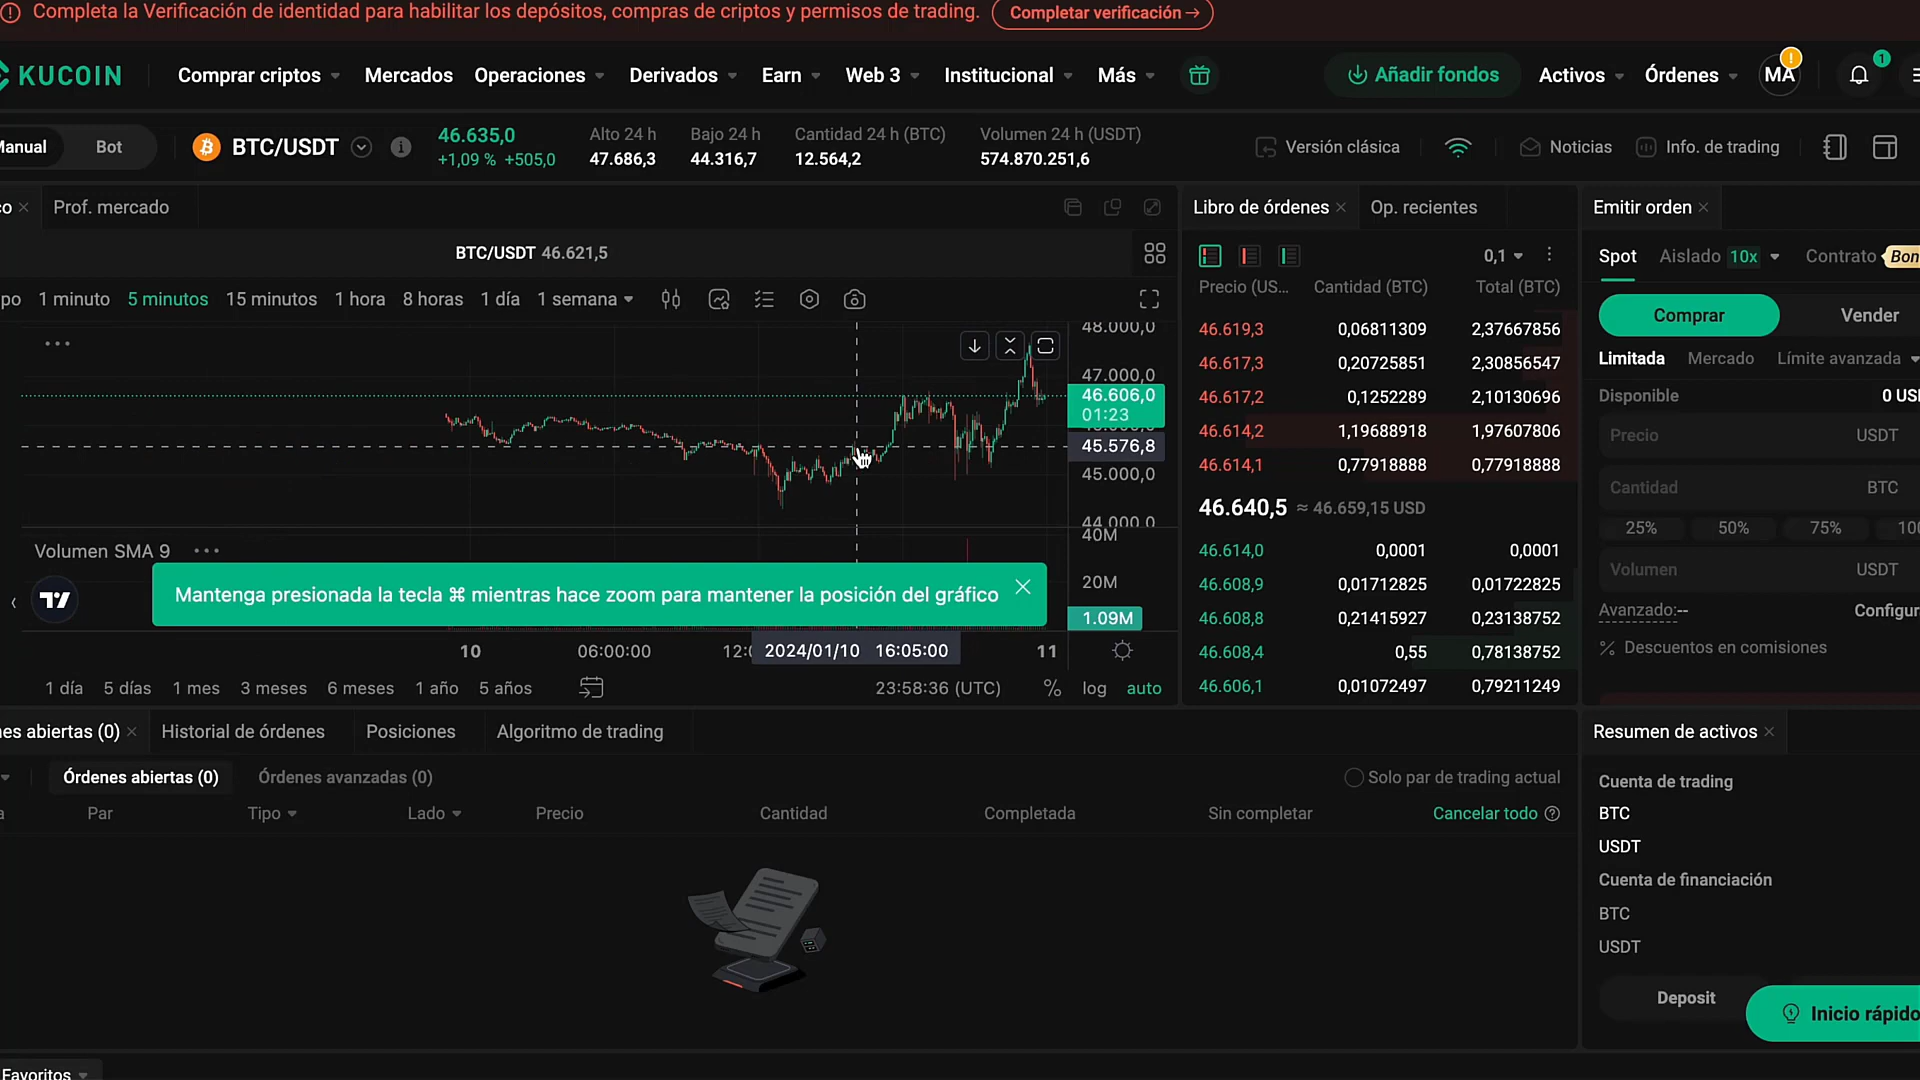 Completa la Verificación de identidad para habilitar los depósitos, compras de criptos y permisos de trading. Completar verificación →
KUCOIN Comprar criptos Mercados Operaciones Derivados Earn Web 3 Institucional Más Añadir fondos Activos Órdenes MA 1
Manual Bot BTC/USDT 46.635,0 +1,09 % +505,0 Alto 24 h 47.686,3 Bajo 24 h 44.316,7 Cantidad 24 h (BTC) 12.564,2 Volumen 24 h (USDT) 574.870.251,6 Versión clásica Noticias Info. de trading
co Prof. mercado
BTC/USDT 46.621,5
po 1 minuto 5 minutos 15 minutos 1 hora 8 horas 1 día 1 semana
48.000,0
47.000,0
46.606,0
01:23
45.576,8
45.000,0
44.000,0
Volumen SMA 9
40M
20M
1.09M
Mantenga presionada la tecla ⌘ mientras hace zoom para mantener la posición del gráfico
10 06:00:00 12:0 2024/01/10 16:05:00 11
1 día 5 días 1 mes 3 meses 6 meses 1 año 5 años 23:58:36 (UTC) % log auto
Libro de órdenes Op. recientes
0,1
Precio (US... Cantidad (BTC) Total (BTC)
46.619,3 0,06811309 2,37667856
46.617,3 0,20725851 2,30856547
46.617,2 0,1252289 2,10130696
46.614,2 1,19688918 1,97607806
46.614,1 0,77918888 0,77918888
46.640,5 ≈ 46.659,15 USD
46.614,0 0,0001 0,0001
46.608,9 0,01712825 0,01722825
46.608,8 0,21415927 0,23138752
46.608,4 0,55 0,78138752
46.606,1 0,01072497 0,79211249
Emitir orden
Spot Aislado 10x Contrato Bon
Comprar Vender
Limitada Mercado Límite avanzada
Disponible 0 USD
Precio USDT
Cantidad BTC
25% 50% 75% 100
Volumen USDT
Avanzado:-- Configur
Descuentos en comisiones
nes abiertas (0) Historial de órdenes Posiciones Algoritmo de trading
Órdenes abiertas (0) Órdenes avanzadas (0) Solo par de trading actual
a Par Tipo Lado Precio Cantidad Completada Sin completar Cancelar todo
Resumen de activos
Cuenta de trading
BTC
USDT
Cuenta de financiación
BTC
USDT
Deposit
Inicio rápido
Favoritos